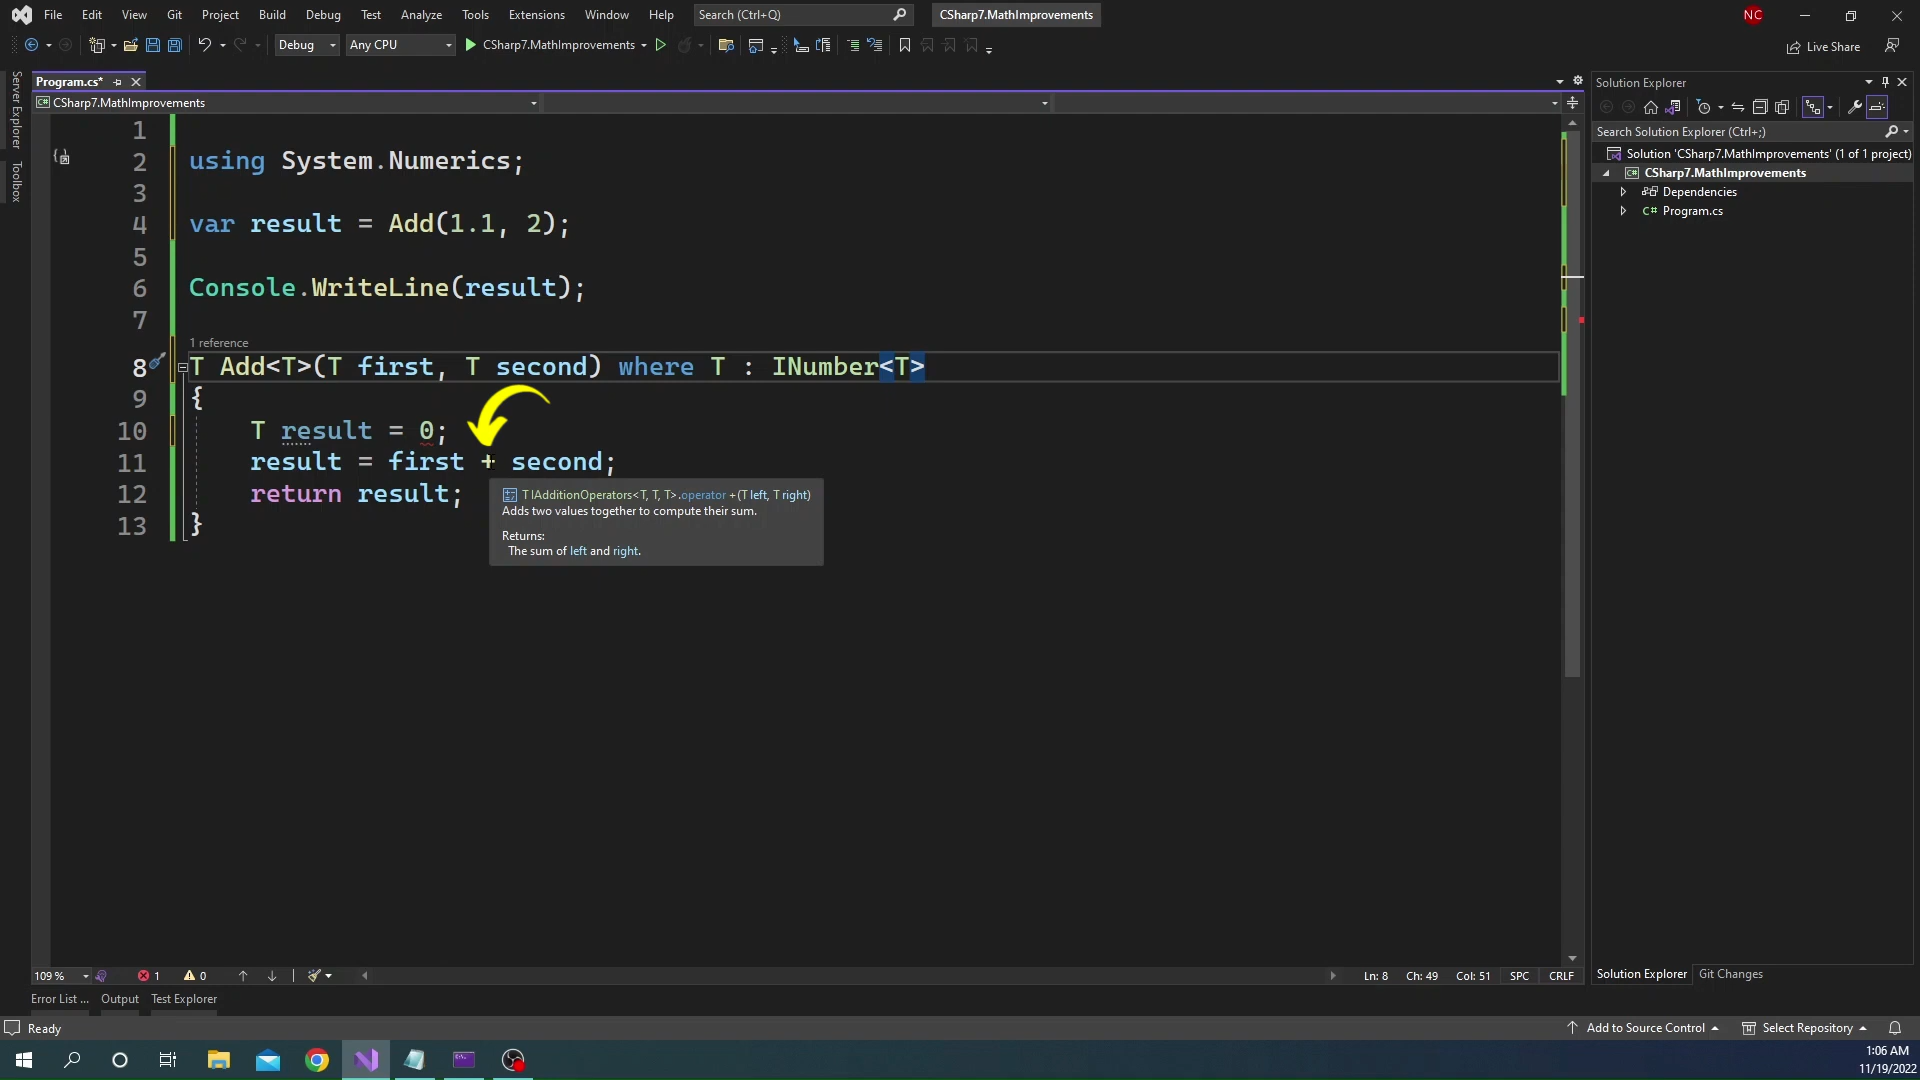 File Edit View Git Project Build Debug Test Analyze Tools Extensions Window Help Search (Ctrl+Q) CSharp7.MathImprovements NC
Debug Any CPU CSharp7.MathImprovements Live Share
Server Explorer
Toolbox
Program.cs*
CSharp7.MathImprovements
1
2 using System.Numerics;
3
4 var result = Add(1.1, 2);
5
6 Console.WriteLine(result);
7
1 reference
8 T Add<T>(T first, T second) where T : INumber<T>
9 {
10 T result = 0;
11 result = first + second;
12 return result;
13 }
T IAdditionOperators<T, T, T>.operator +(T left, T right)
Adds two values together to compute their sum.
Returns:
The sum of left and right.
Solution Explorer
Search Solution Explorer (Ctrl+;)
Solution 'CSharp7.MathImprovements' (1 of 1 project)
C# CSharp7.MathImprovements
Dependencies
C# Program.cs
109 % 1 0 Ln: 8 Ch: 49 Col: 51 SPC CRLF
Solution Explorer Git Changes
Error List ... Output Test Explorer
Ready Add to Source Control Select Repository
1:06 AM
11/19/2022